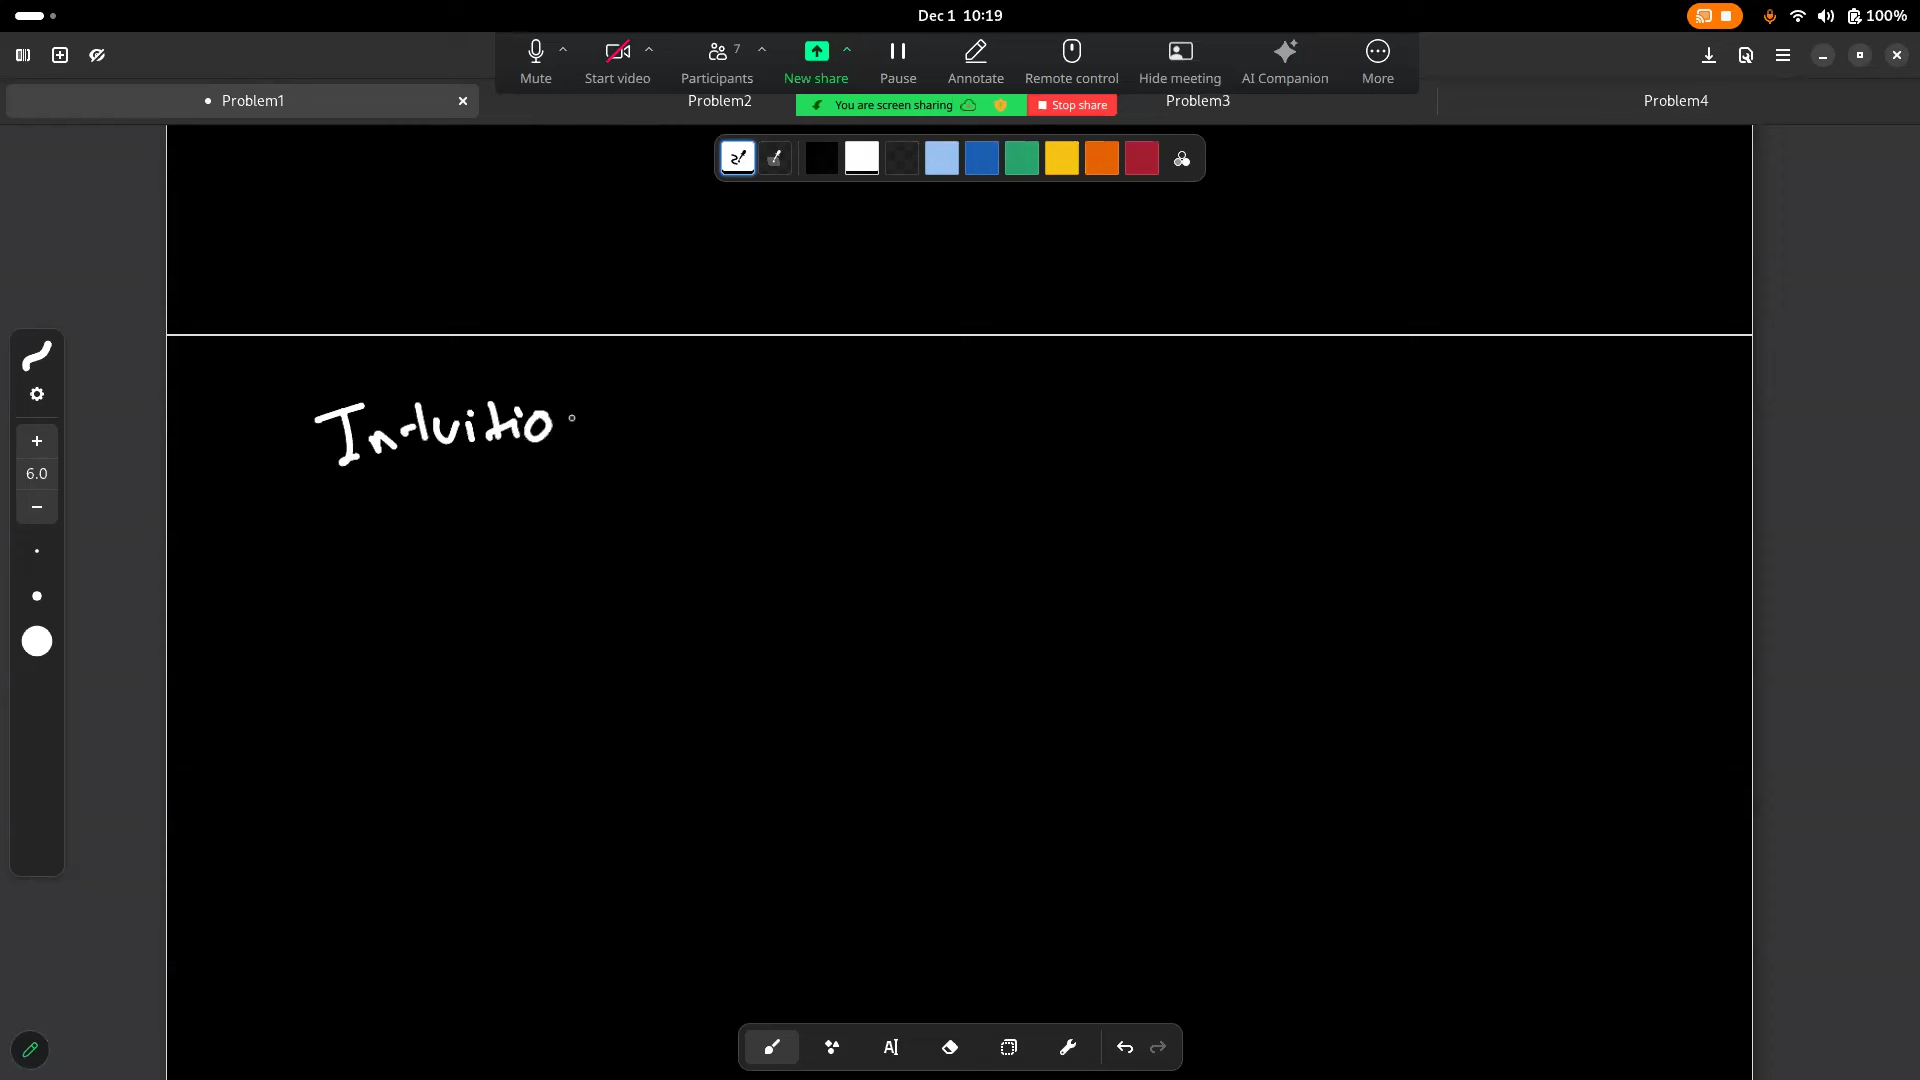 Dec 1 10:19
Mute
Start video
Participants
7
New share
Pause
Annotate
Remote control
Hide meeting
AI Companion
More
100%
Problem1
Problem2
You are screen sharing
Stop share
Problem3
Problem4
Intuitio
6.0